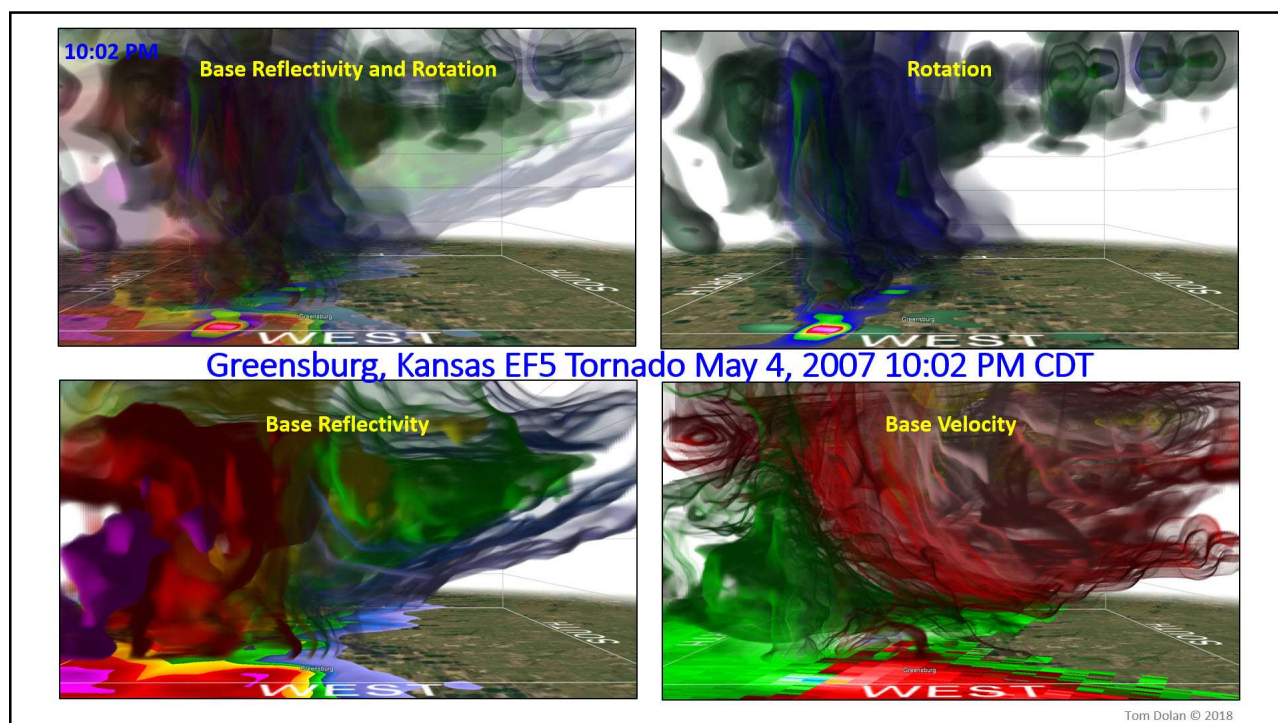 10:02 PM
Base Reflectivity and Rotation
Rotation
NORTH
SOUTH
Greensburg
WEST
NORTH
SOUTH
Greensburg
WEST
Greensburg, Kansas EF5 Tornado May 4, 2007 10:02 PM CDT
Base Reflectivity
Base Velocity
SOUTH
Greensburg
WEST
SOUTH
Greensburg
WEST
Tom Dolan © 2018